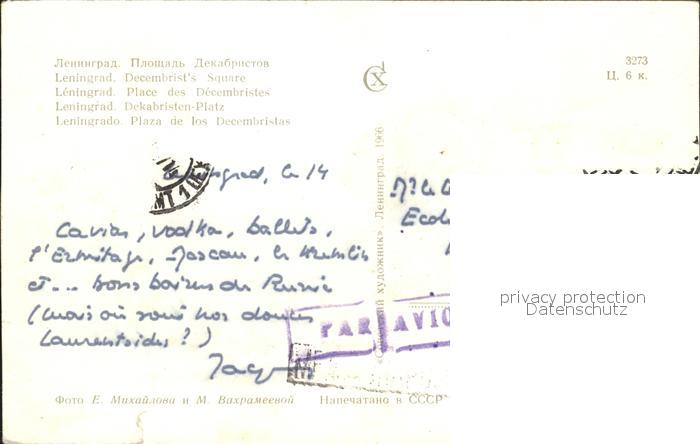 Ленинград. Площадь Декабристов
Leningrad. Decembrist's Square
Léningrad. Place des Décembristes
Leningrad. Dekabristen-Platz
Leningrado. Plaza de los Decembristas
СХ
3273
Ц. 6 к.
Leningrad, le 14
Caviar, vodka, ballets,
l'Ermitage, Moscou, le Kremlin
et... bons baisers de Russie
(mais où sont nos douces
Laurentides ?)
художник». Ленинград. 1966
PAR AVIO
privacy protection
Datenschutz
Фото Е. Михайлова и М. Вахрамеевой
Напечатано в СССР